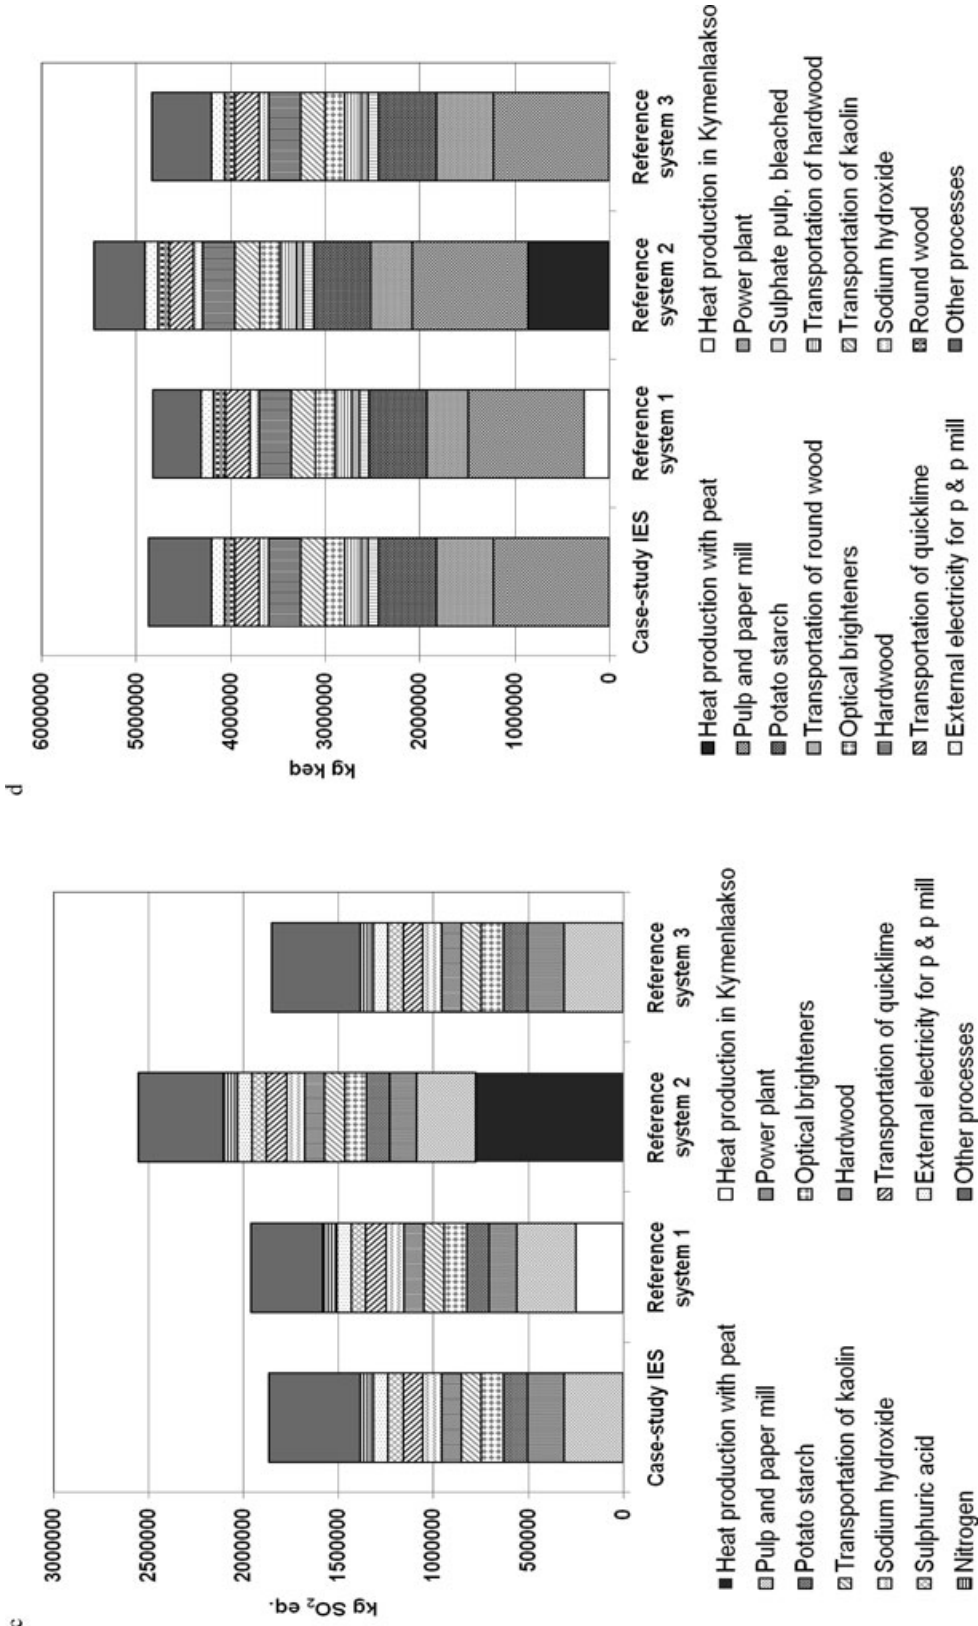 c
3000000
2500000
2000000
1500000
1000000
500000
0
kg SO₂ eq.
Case-study IES
Reference system 1
Reference system 2
Reference system 3
Heat production with peat
Heat production in Kymenlaakso
Pulp and paper mill
Power plant
Potato starch
Optical brighteners
Transportation of kaolin
Hardwood
Sodium hydroxide
Transportation of quicklime
Sulphuric acid
External electricity for p & p mill
Nitrogen
Other processes
d
6000000
5000000
4000000
3000000
2000000
1000000
0
kg keq
Case-study IES
Reference system 1
Reference system 2
Reference system 3
Heat production with peat
Heat production in Kymenlaakso
Pulp and paper mill
Power plant
Potato starch
Sulphate pulp, bleached
Transportation of round wood
Transportation of hardwood
Optical brighteners
Transportation of kaolin
Hardwood
Sodium hydroxide
Transportation of quicklime
Round wood
External electricity for p & p mill
Other processes